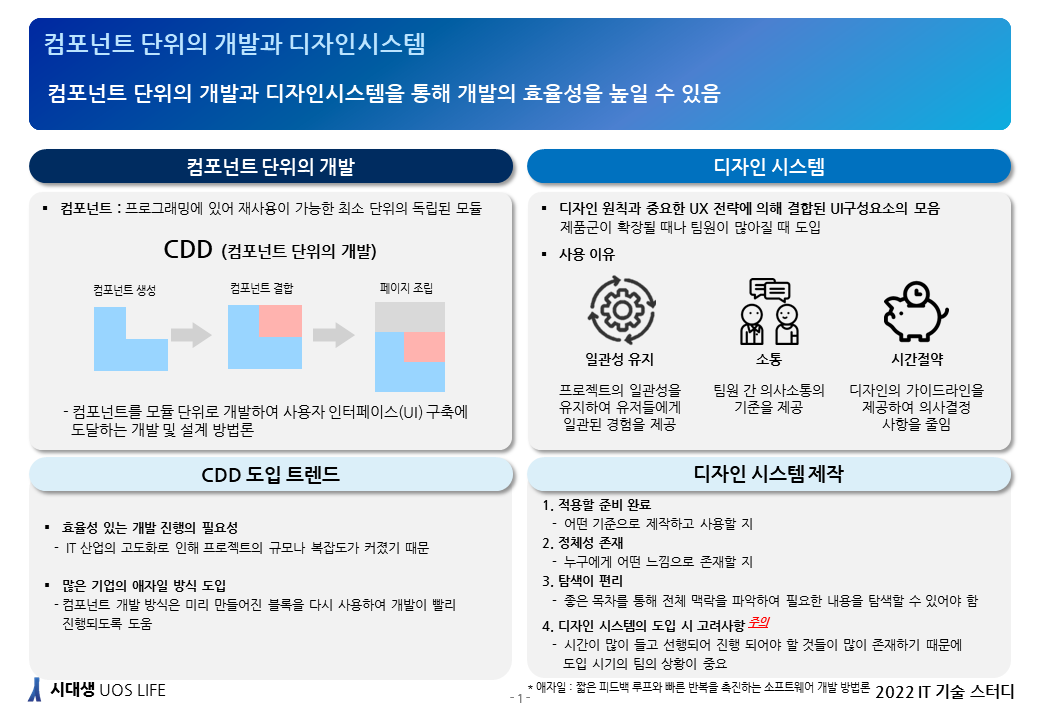 컴포넌트 단위의 개발과 디자인시스템
컴포넌트 단위의 개발과 디자인시스템을 통해 개발의 효율성을 높일 수 있음
컴포넌트 단위의 개발
▪ 컴포넌트 : 프로그래밍에 있어 재사용이 가능한 최소 단위의 독립된 모듈
CDD (컴포넌트 단위의 개발)
컴포넌트 생성
컴포넌트 결합
페이지 조립
- 컴포넌트를 모듈 단위로 개발하여 사용자 인터페이스(UI) 구축에
도달하는 개발 및 설계 방법론
디자인 시스템
▪ 디자인 원칙과 중요한 UX 전략에 의해 결합된 UI구성요소의 모음
제품군이 확장될 때나 팀원이 많아질 때 도입
▪ 사용 이유
일관성 유지
프로젝트의 일관성을
유지하여 유저들에게
일관된 경험을 제공
소통
팀원 간 의사소통의
기준을 제공
시간절약
디자인의 가이드라인을
제공하여 의사결정
사항을 줄임
CDD 도입 트렌드
▪ 효율성 있는 개발 진행의 필요성
- IT 산업의 고도화로 인해 프로젝트의 규모나 복잡도가 커졌기 때문
▪ 많은 기업의 애자일 방식 도입
- 컴포넌트 개발 방식은 미리 만들어진 블록을 다시 사용하여 개발이 빨리
진행되도록 도움
디자인 시스템 제작
1. 적용할 준비 완료
- 어떤 기준으로 제작하고 사용할 지
2. 정체성 존재
- 누구에게 어떤 느낌으로 존재할 지
3. 탐색이 편리
- 좋은 목차를 통해 전체 맥락을 파악하여 필요한 내용을 탐색할 수 있어야 함
4. 디자인 시스템의 도입 시 고려사항 주의
- 시간이 많이 들고 선행되어 진행 되어야 할 것들이 많이 존재하기 때문에
도입 시기의 팀의 상황이 중요
시대생 UOS LIFE
- 1 -
* 애자일 : 짧은 피드백 루프와 빠른 반복을 촉진하는 소프트웨어 개발 방법론
2022 IT 기술 스터디